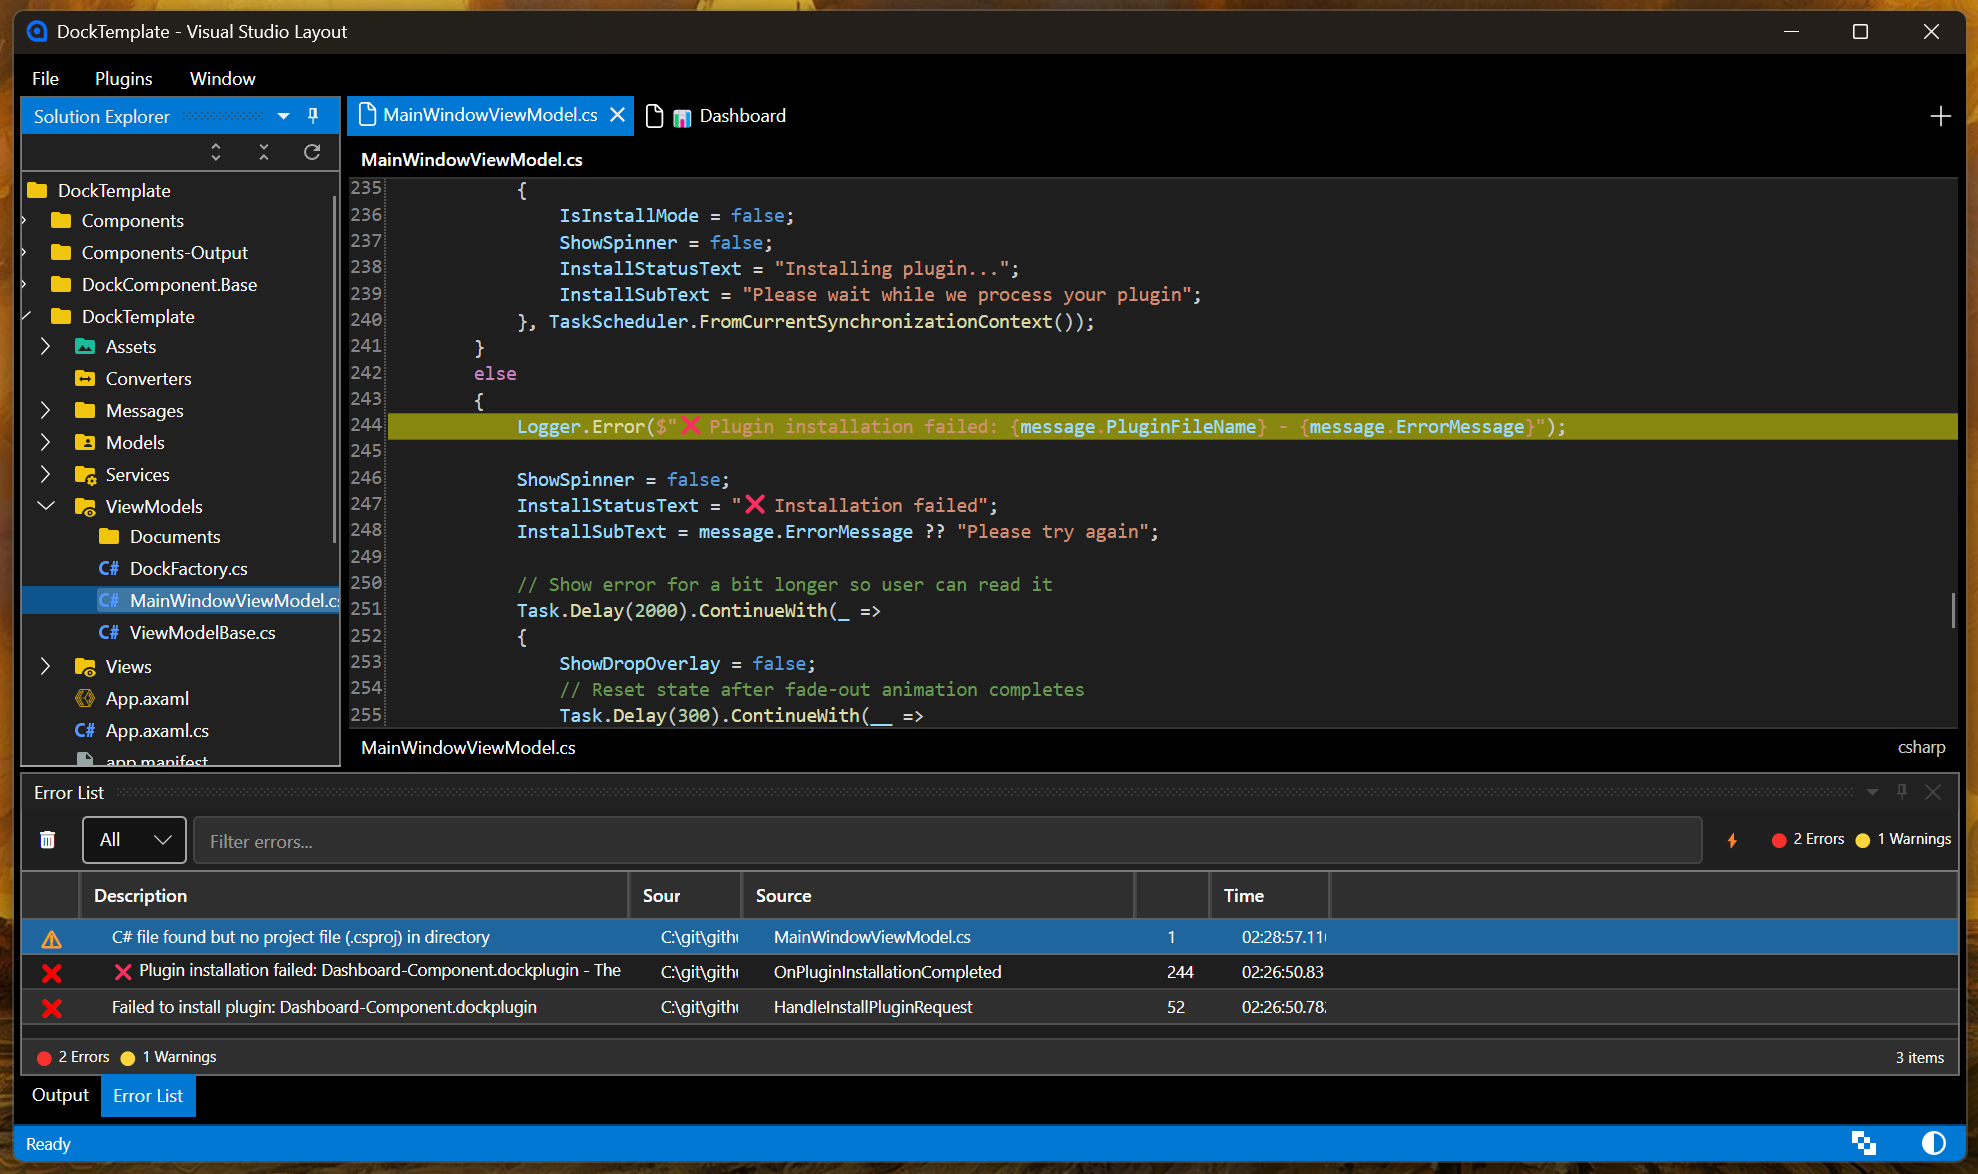 DockTemplate - Visual Studio Layout
File Plugins Window
Solution Explorer
DockTemplate
Components
Components-Output
DockComponent.Base
DockTemplate
Assets
Converters
Messages
Models
Services
ViewModels
Documents
C# DockFactory.cs
C# MainWindowViewModel.cs
C# ViewModelBase.cs
Views
App.axaml
C# App.axaml.cs
app.manifest
MainWindowViewModel.cs Dashboard
MainWindowViewModel.cs
235 {
236 IsInstallMode = false;
237 ShowSpinner = false;
238 InstallStatusText = "Installing plugin...";
239 InstallSubText = "Please wait while we process your plugin";
240 }, TaskScheduler.FromCurrentSynchronizationContext());
241 }
242 else
243 {
244 Logger.Error($"❌ Plugin installation failed: {message.PluginFileName} - {message.ErrorMessage}");
245
246 ShowSpinner = false;
247 InstallStatusText = "❌ Installation failed";
248 InstallSubText = message.ErrorMessage ?? "Please try again";
249
250 // Show error for a bit longer so user can read it
251 Task.Delay(2000).ContinueWith(_ =>
252 {
253 ShowDropOverlay = false;
254 // Reset state after fade-out animation completes
255 Task.Delay(300).ContinueWith(__ =>
MainWindowViewModel.cs csharp
Error List
All Filter errors... 2 Errors 1 Warnings
Description Sour Source Time
C# file found but no project file (.csproj) in directory C:\git\gith MainWindowViewModel.cs 1 02:28:57.11
❌ Plugin installation failed: Dashboard-Component.dockplugin - The C:\git\gith OnPluginInstallationCompleted 244 02:26:50.83
Failed to install plugin: Dashboard-Component.dockplugin C:\git\gith HandleInstallPluginRequest 52 02:26:50.78
2 Errors 1 Warnings 3 items
Output Error List
Ready